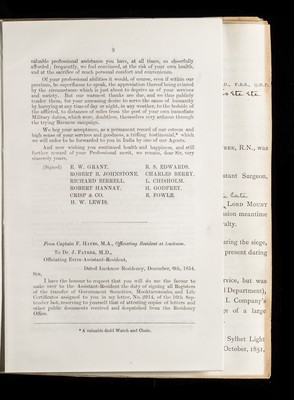 3
valuable professional assistance you have, at all times, so cheerfully
afforded; frequently, we feel convinced, at the risk of your own health,
and at the sacrifice of much personal comfort and convenience.
Of your professional abilities it would, of course, even if within our
province, be superfluous to speak, the appreciation thereof being attested
by the circumstance which is just about to deprive us of your services
and society. But our warmest thanks are due, and we thus publicly
tender them, for your unceasing desire to serve the cause of humanity
by hurrying at any time of day or night, in any weather, to the bedside of
the afflicted, to distances of miles from the post of your own immediate
Military duties, which were, doubtless, themselves very arduous through
the trying Burmese campaign.
We beg your acceptance, as a permanent record of our esteem and
high sense of your services and goodness, a trifling testimonial,* which
we will order to be forwarded to you in India by one of our Agents.
And now wishing you continued health and happiness, and still
further reward of your Professional merit, we remain, dear Sir, very
sincerely yours,
(Signed) E. W. GRANT. R. S. EDWARDS.
ROBERT R. JOHNSTONE. CHARLES BERRY.
RICHARD BIRRELL. L. CHISHOLM.
ROBERT HANNAY. H. GODFREY.
CRISP & CO. R. FOWLE.
H. W. LEWIS.
From Captain F. HAYES, M.A., Officiating Resident at Lucknow.
To Dr. J. FAYRER, M.D.,
Officiating Extra-Assistant-Resident,
Dated Lucknow Residency, December, 6th, 1854.
SIR,
I have the honour to request that you will do me the favour to
make over to the Assistant-Resident the duty of signing all Registers
of the transfer of Government Securities, Mooktarnamahs, and Life
Certificates assigned to you in my letter, No. 2014, of the 16th Sep-
tember last, reserving to yourself that of attesting copies of letters and
other public documents received and despatched from the Residency
Office.
* A valuable Gold Watch and Chain.
R.N., was
stant Surgeon,
LORD MOUNT
sion meantime
ulty.
ring the siege,
present during
rvice, but was
Department),
I. Company's
of a large
Sylhet Light
October, 1851,